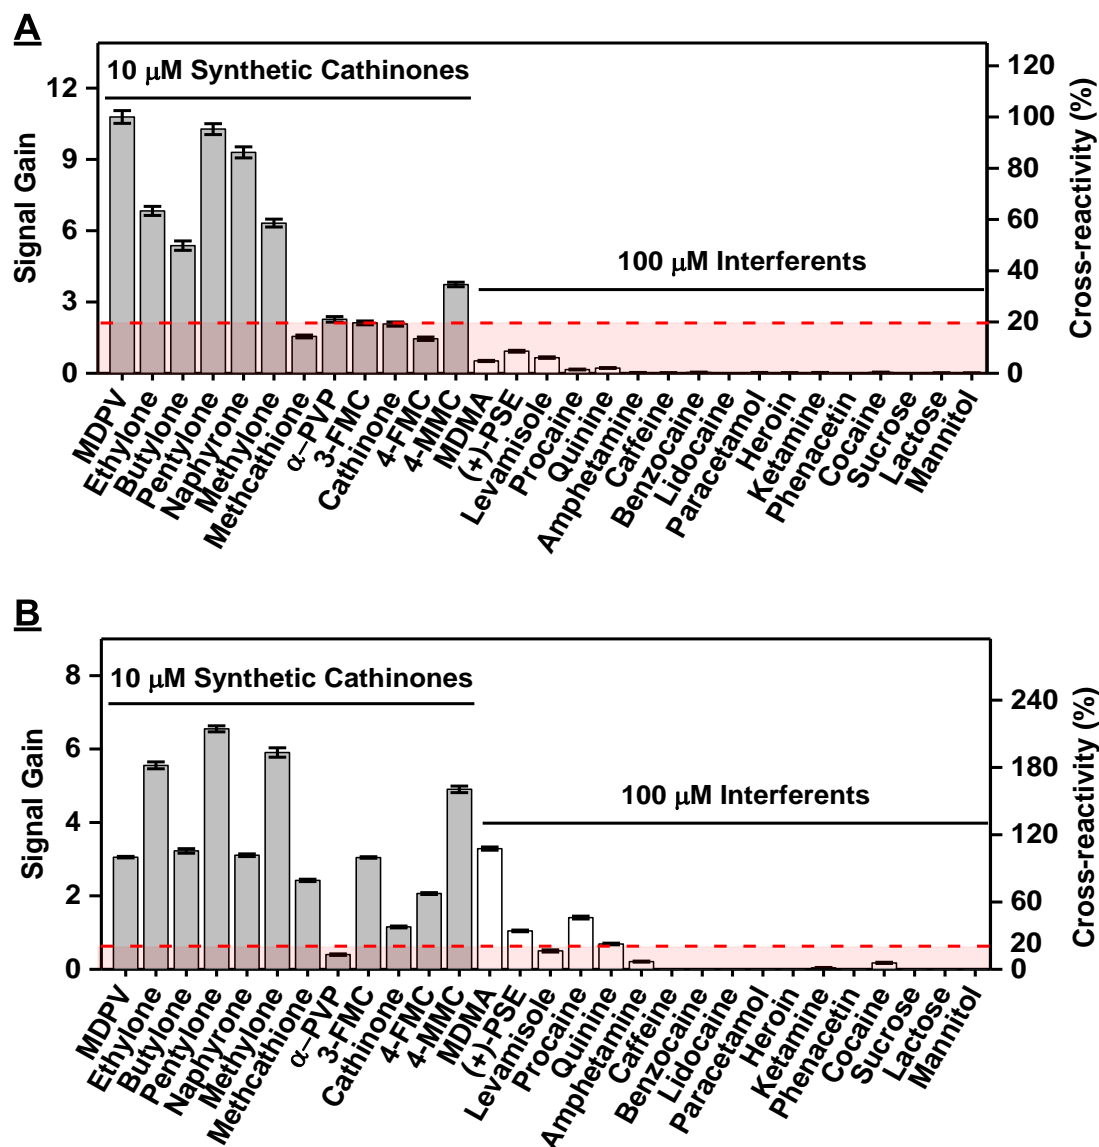 A
10 μM Synthetic Cathinones
100 μM Interferents
Signal Gain
12
9
6
3
0
Cross-reactivity (%)
120
100
80
60
40
20
0
MDPV
Ethylone
Butylone
Pentylone
Naphyrone
Methylone
Methcathione
α−PVP
3-FMC
Cathinone
4-FMC
4-MMC
MDMA
(+)-PSE
Levamisole
Procaine
Quinine
Amphetamine
Caffeine
Benzocaine
Lidocaine
Paracetamol
Heroin
Ketamine
Phenacetin
Cocaine
Sucrose
Lactose
Mannitol
B
10 μM Synthetic Cathinones
100 μM Interferents
Signal Gain
8
6
4
2
0
Cross-reactivity (%)
240
180
120
60
20
0
MDPV
Ethylone
Butylone
Pentylone
Naphyrone
Methylone
Methcathione
α−PVP
3-FMC
Cathinone
4-FMC
4-MMC
MDMA
(+)-PSE
Levamisole
Procaine
Quinine
Amphetamine
Caffeine
Benzocaine
Lidocaine
Paracetamol
Heroin
Ketamine
Phenacetin
Cocaine
Sucrose
Lactose
Mannitol